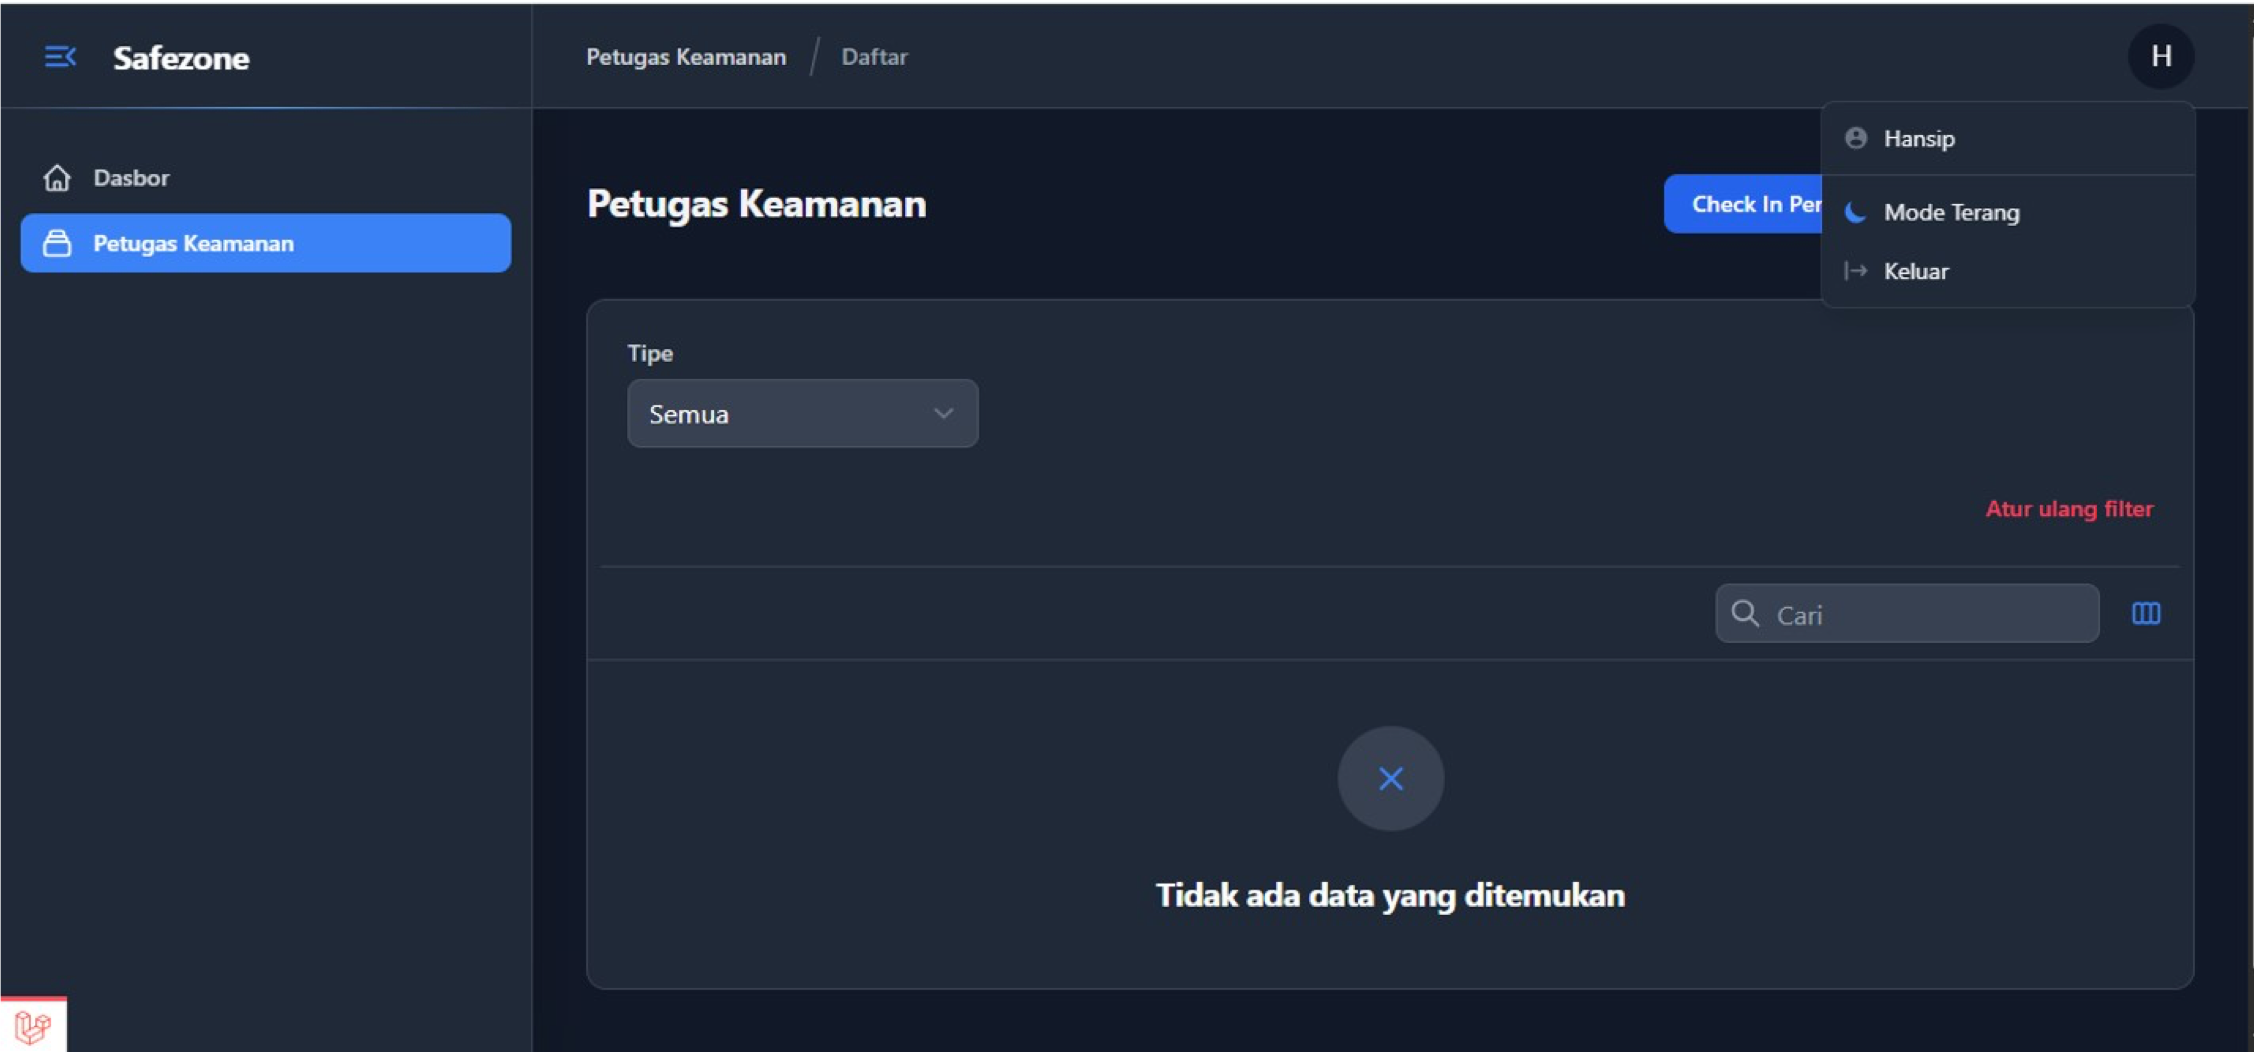 Safezone
Petugas Keamanan / Daftar
H
Hansip
Mode Terang
Keluar
Dasbor
Petugas Keamanan
Petugas Keamanan
Check In Per
Tipe
Semua
Atur ulang filter
Cari
Tidak ada data yang ditemukan